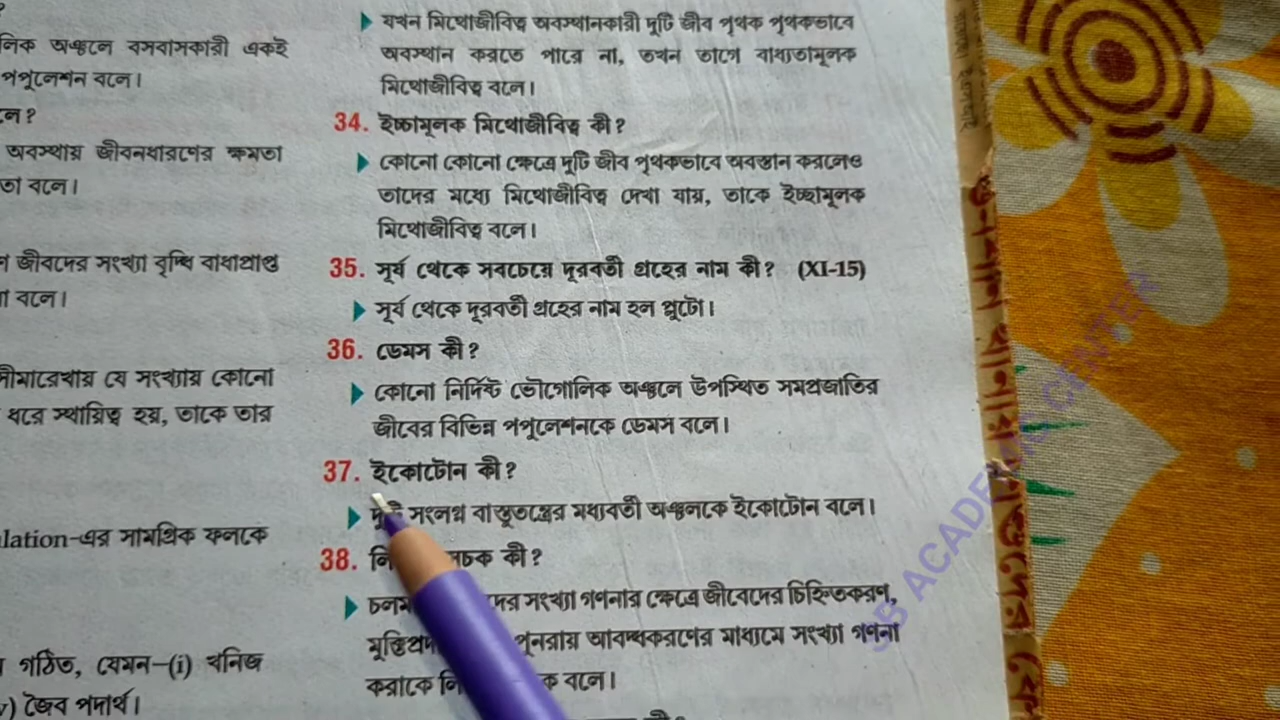 লিক অঞ্চলে বসবাসকারী একই
পপুলেশন বলে।
লে?
অবস্থায় জীবনধারণের ক্ষমতা
তা বলে।
জীবদের সংখ্যা বৃদ্ধি বাধাপ্রাপ্ত
বলে।
সীমারেখায় যে সংখ্যায় কোনো
ধরে স্থায়িত্ব হয়, তাকে তার
lation-এর সামগ্রিক ফলকে
গঠিত, যেমন—(i) খনিজ
জৈব পদার্থ।
▶ যখন মিথোজীবিত্ব অবস্থানকারী দুটি জীব পৃথক পৃথকভাবে
অবস্থান করতে পারে না, তখন তাগে বাধ্যতামূলক
মিথোজীবিত্ব বলে।
34. ইচ্ছামূলক মিথোজীবিত্ব কী?
▶ কোনো কোনো ক্ষেত্রে দুটি জীব পৃথকভাবে অবস্তান করলেও
তাদের মধ্যে মিথোজীবিত্ব দেখা যায়, তাকে ইচ্ছামূলক
মিথোজীবিত্ব বলে।
35. সূর্য থেকে সবচেয়ে দূরবর্তী গ্রহের নাম কী? (XI-15)
▶ সূর্য থেকে দূরবর্তী গ্রহের নাম হল প্লুটো।
36. ডেমস কী?
▶ কোনো নির্দিষ্ট ভৌগোলিক অঞ্চলে উপস্থিত সমপ্রজাতির
জীবের বিভিন্ন পপুলেশনকে ডেমস বলে।
37. ইকোটোন কী?
▶ দুটি সংলগ্ন বাস্তুতন্ত্রের মধ্যবর্তী অঞ্চলকে ইকোটোন বলে।
38. কী?
▶ সংখ্যা গণনার ক্ষেত্রে জীবেদের চিহ্নিতকরণ,
পুনরায় আবদ্ধকরণের মাধ্যমে সংখ্যা গণনা
করাকে বলে।
SB ACADEMIC CENTER